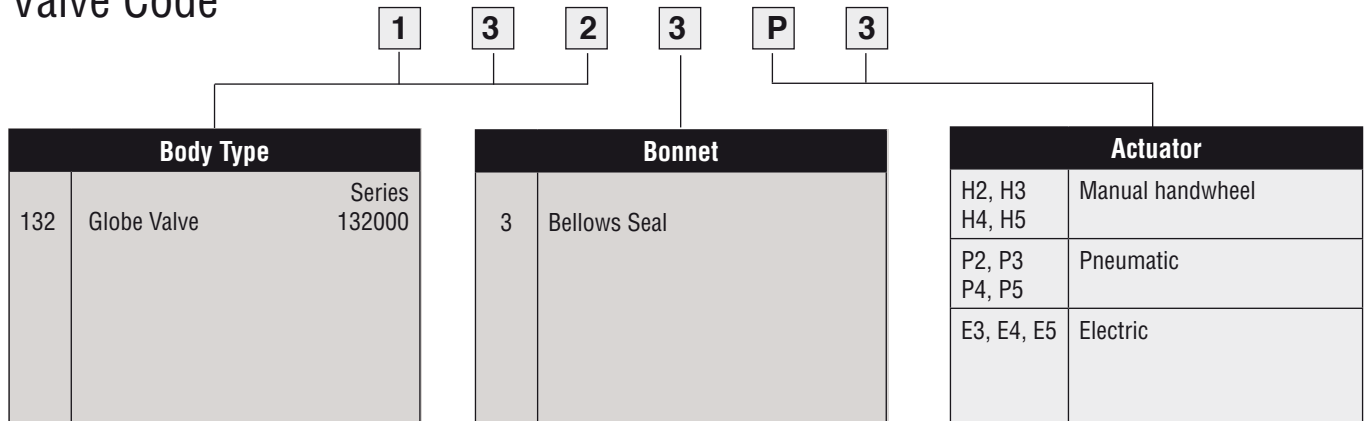 Valve Code
1 3 2 3 P 3
Body Type
Series
132 Globe Valve 132000
Bonnet
3 Bellows Seal
Actuator
H2, H3 Manual handwheel
H4, H5
P2, P3 Pneumatic
P4, P5
E3, E4, E5 Electric